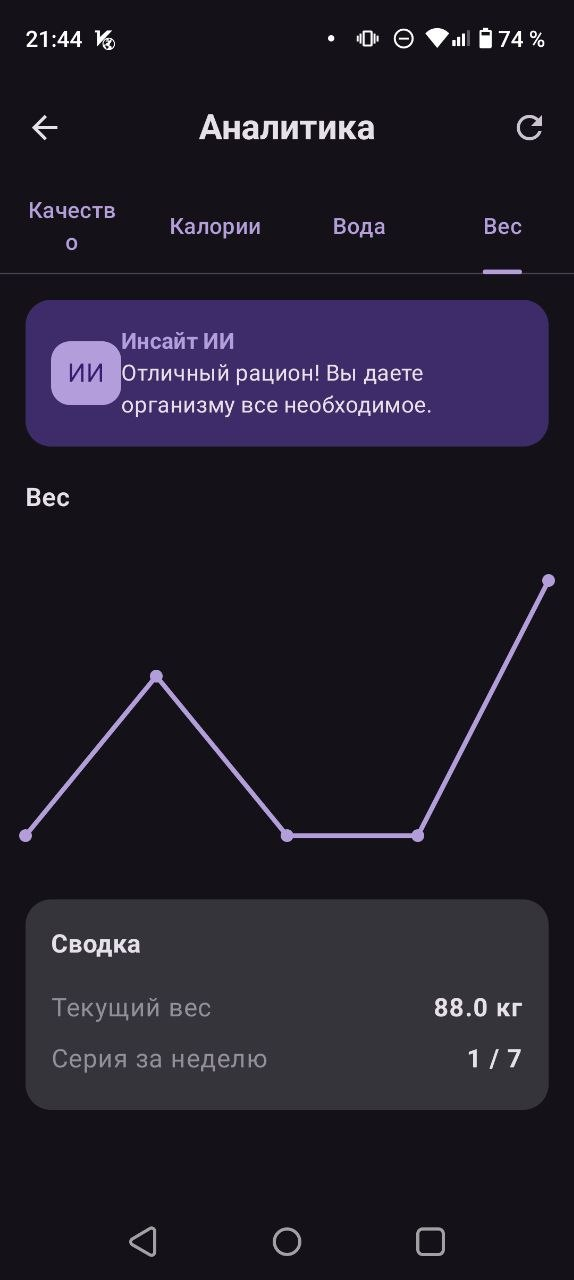 21:44
74 %
Аналитика
Качеств
о
Калории
Вода
Вес
ИИ
Инсайт ИИ
Отличный рацион! Вы даете
организму все необходимое.
Вес
Сводка
Текущий вес
88.0 кг
Серия за неделю
1 / 7